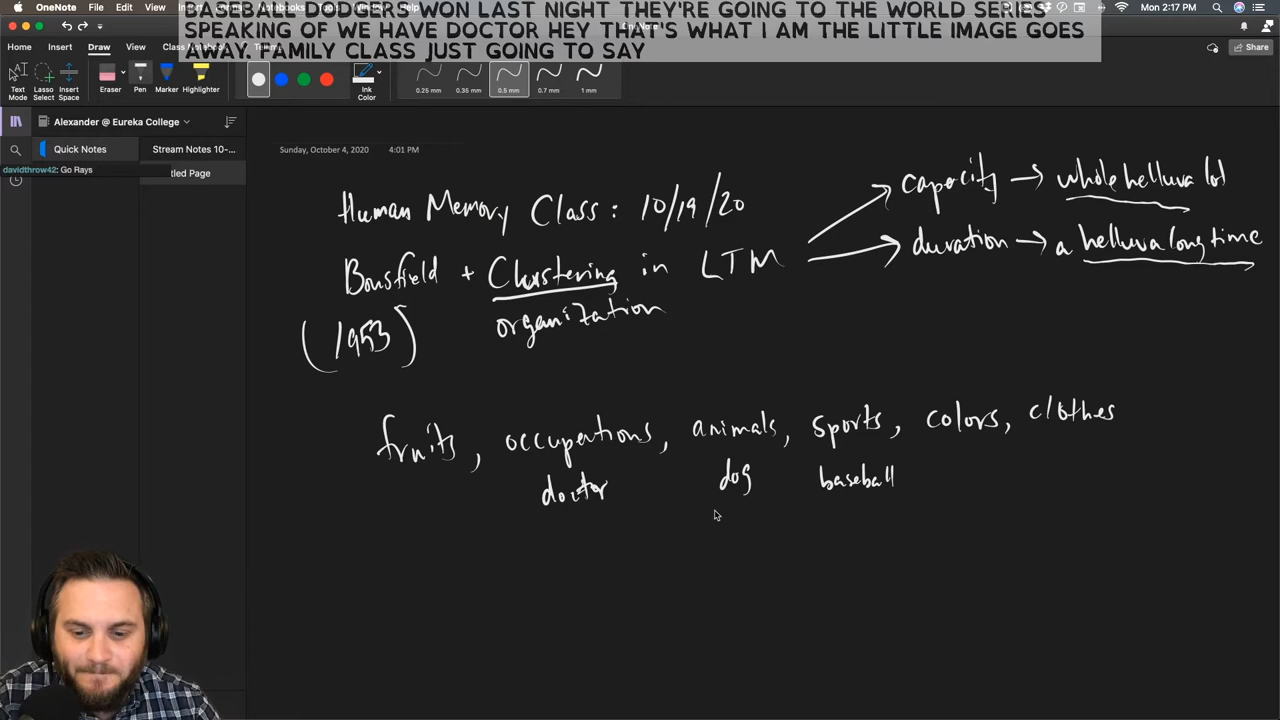 BASEBALL DODGERS WON LAST NIGHT THEY'RE GOING TO THE WORLD SERIES
SPEAKING OF WE HAVE DOCTOR HEY THAT'S WHAT I AM THE LITTLE IMAGE GOES
AWAY. FAMILY CLASS JUST GOING TO SAY
OneNote File Edit
Mon 2:17 PM
Home Insert Draw
Share
Text Mode
Lasso Select
Insert Space
Eraser
Pen
Marker
Highlighter
Ink Color
0.25 mm 0.35 mm 0.5 mm 0.7 mm 1 mm
Alexander @ Eureka College
Quick Notes
Stream Notes 10-...
davidthrow42: Go Rays
Sunday, October 4, 2020 4:01 PM
Human Memory Class: 10/19/20
capacity → whole helluva lot
Bousfield + Clustering in LTM
duration → a helluva long time
(1953) organization
fruits, occupations, animals, sports, colors, clothes
doctor dog baseball